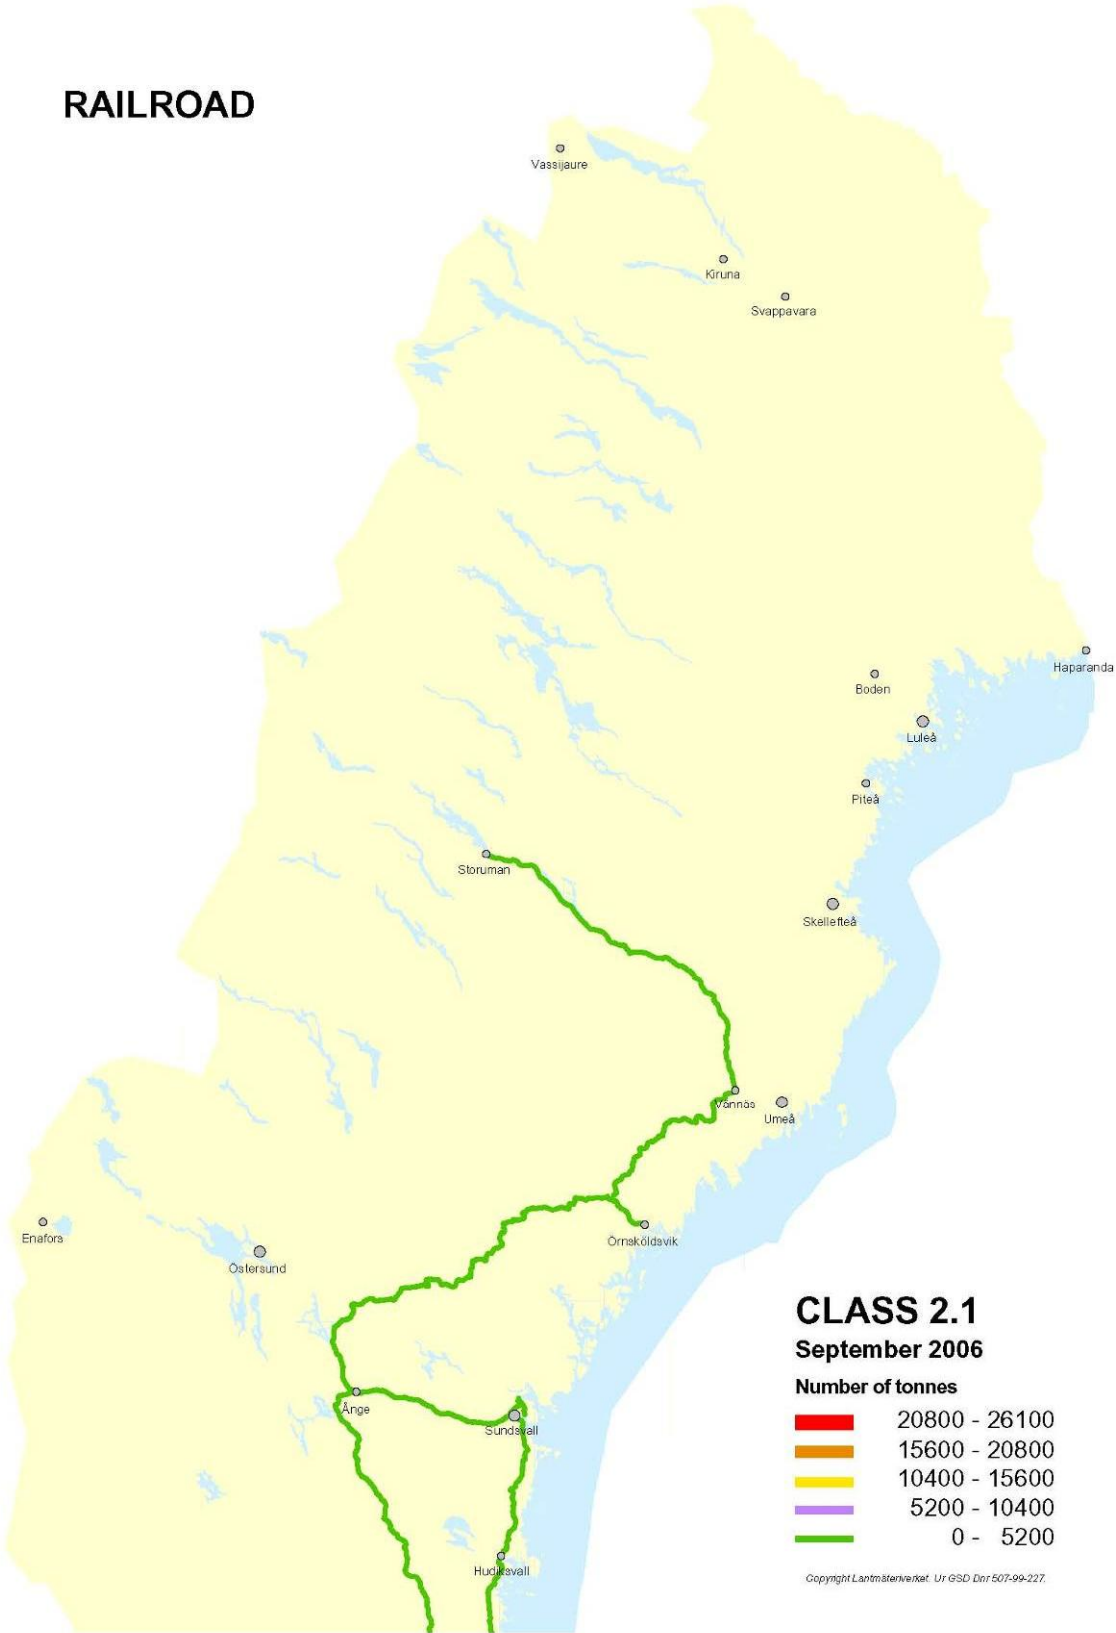 RAILROAD
Vassijaure
Kiruna
Svappavara
Haparanda
Boden
Luleå
Piteå
Storuman
Skellefteå
Vännäs
Umeå
Enafors
Örnsköldsvik
Östersund
CLASS 2.1
September 2006
Number of tonnes
20800 - 26100
15600 - 20800
10400 - 15600
5200 - 10400
0 - 5200
Ånge
Sundsvall
Hudiksvall
Copyright Lantmäteriverket. Ur GSD Dnr 507-99-227.